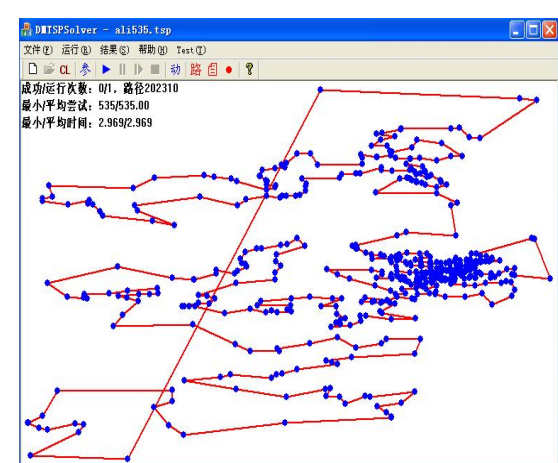 DMTSPSolver - ali535.tsp
文件(F) 运行(R) 结果(S) 帮助(H) Test(T)
CL 参 动 路 ?
成功/运行次数: 0/1, 路径202310
最小/平均尝试: 535/535.00
最小/平均时间: 2.969/2.969